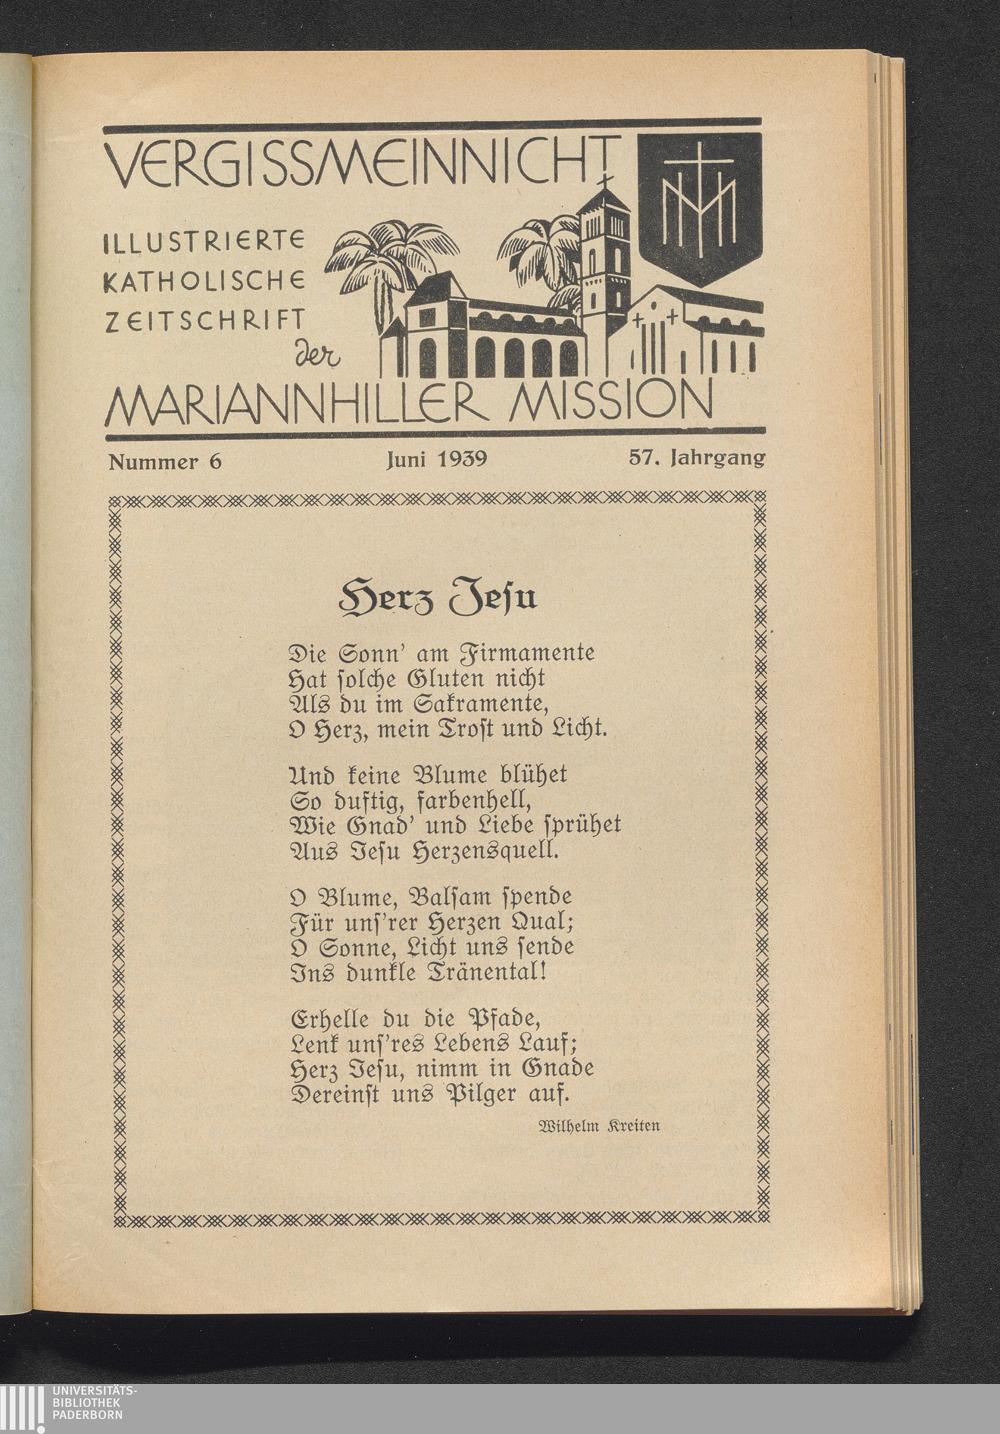 VERGISSMEINNICHT
ILLUSTRIERTE
KATHOLISCHE
ZEITSCHRIFT
der
MARIANNHILLER MISSION
Nummer 6 Juni 1939 57. Jahrgang
Herz Jesu
Die Sonn' am Firmamente
Hat solche Gluten nicht
Als du im Sakramente,
O Herz, mein Trost und Licht.
Und keine Blume blühet
So duftig, farbenhell,
Wie Gnad' und Liebe sprühet
Aus Jesu Herzensquell.
O Blume, Balsam spende
Für uns'rer Herzen Qual;
O Sonne, Licht uns sende
Ins dunkle Tränental!
Erhelle du die Pfade,
Lenk uns'res Lebens Lauf;
Herz Jesu, nimm in Gnade
Dereinst uns Pilger auf.
Wilhelm Kreiten
UNIVERSITÄTS-
BIBLIOTHEK
PADERBORN